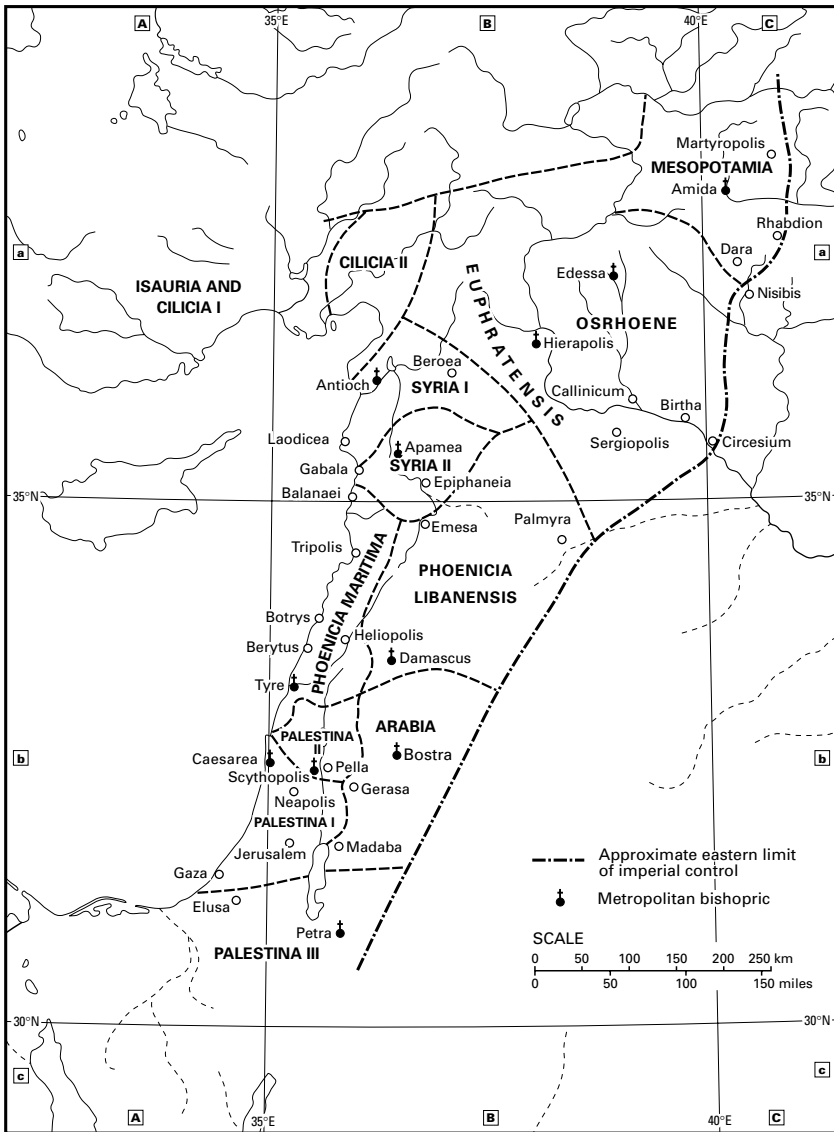 A
35°E
B
40°E
C
Martyropolis
MESOPOTAMIA
Amida
Rhabdion
a
a
Dara
CILICIA II
Edessa
ISAURIA AND
CILICIA I
Nisibis
EUPHRATENSIS
OSRHOENE
Hierapolis
Beroea
Antioch
SYRIA I
Callinicum
Birtha
Laodicea
Apamea
Sergiopolis
Circesium
Gabala
SYRIA II
Epiphaneia
Balanaei
35°N
35°N
Emesa
Palmyra
Tripolis
PHOENICIA MARITIMA
PHOENICIA
LIBANENSIS
Botrys
Heliopolis
Berytus
Damascus
Tyre
ARABIA
PALESTINA
II
b
b
Caesarea
Bostra
Scythopolis
Pella
Gerasa
Neapolis
PALESTINA I
Jerusalem
Madaba
Gaza
Elusa
Petra
PALESTINA III
Approximate eastern limit
of imperial control
Metropolitan bishopric
SCALE
0 50 100 150 200 250 km
0 50 100 150 miles
30°N
30°N
c
c
A
35°E
B
40°E
C